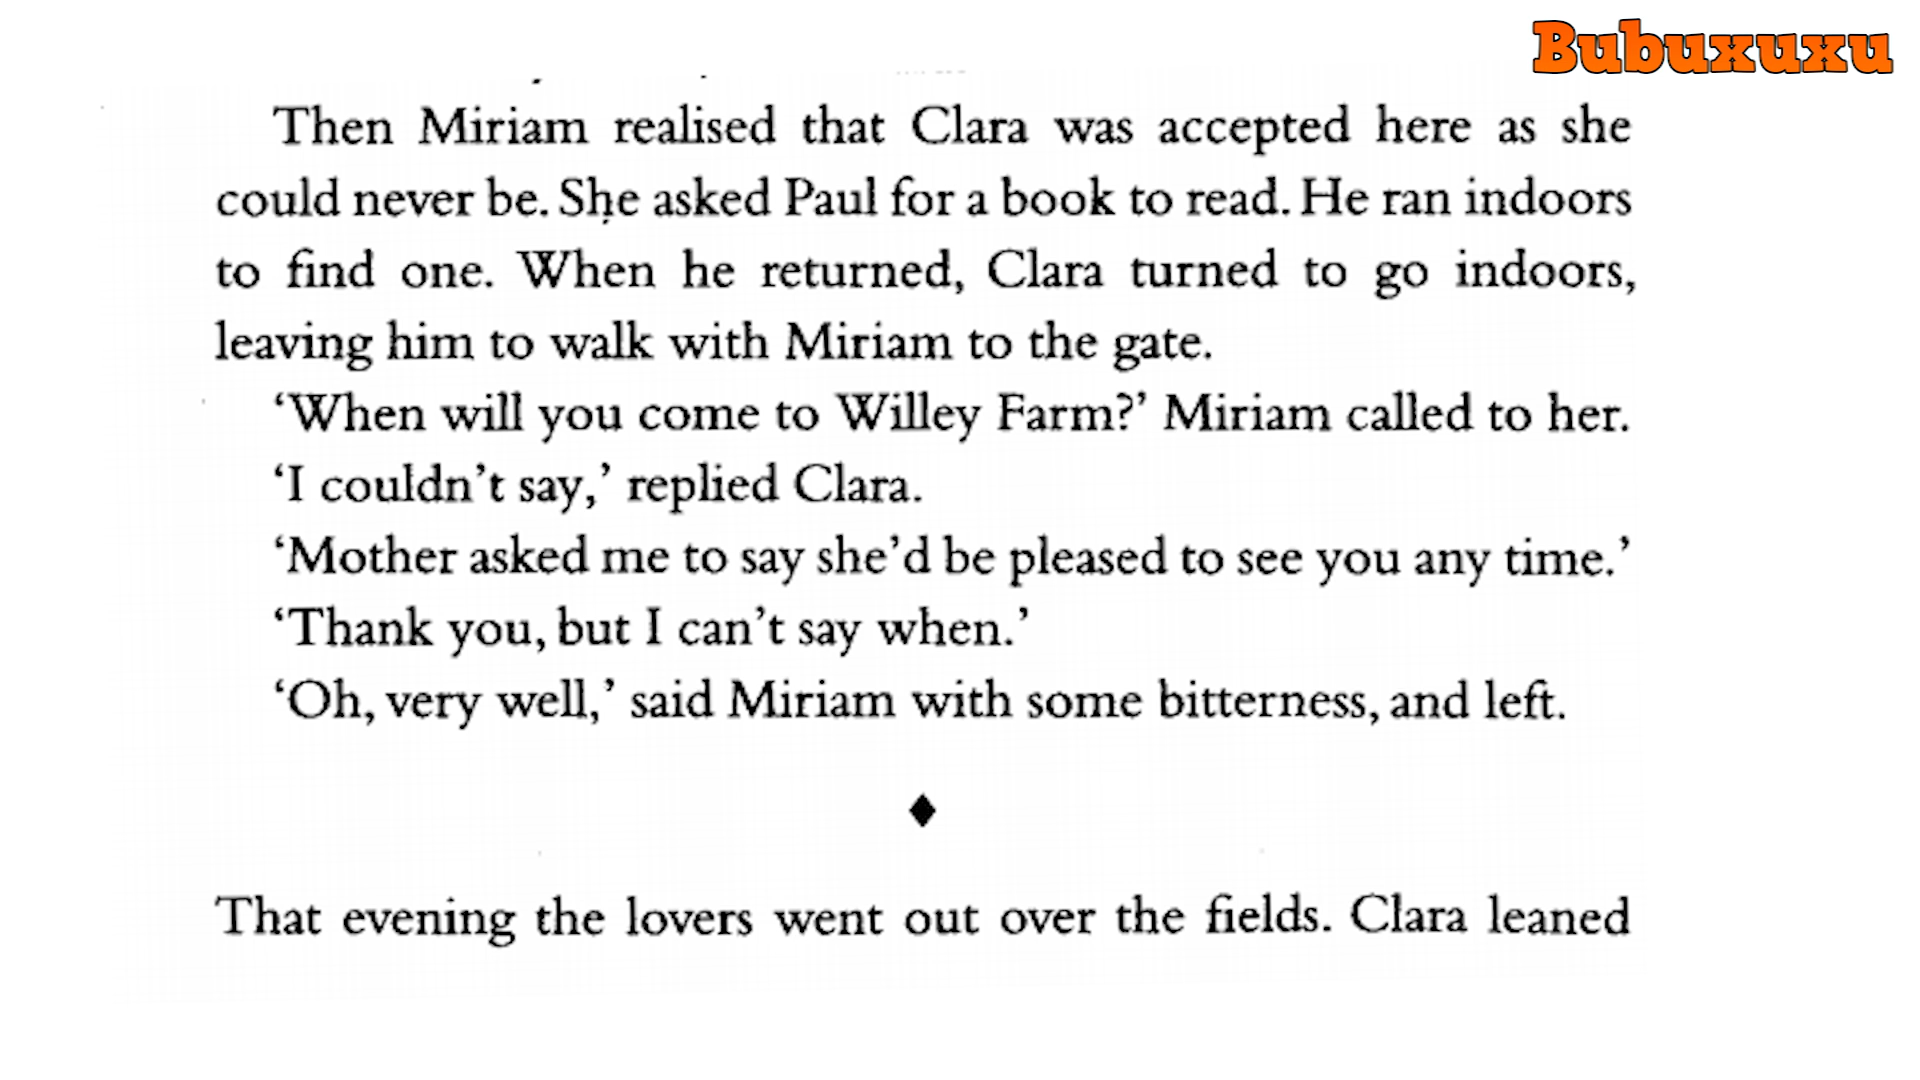 Bubuxuxu
Then Miriam realised that Clara was accepted here as she
could never be. She asked Paul for a book to read. He ran indoors
to find one. When he returned, Clara turned to go indoors,
leaving him to walk with Miriam to the gate.
‘When will you come to Willey Farm?’ Miriam called to her.
‘I couldn’t say,’ replied Clara.
‘Mother asked me to say she’d be pleased to see you any time.’
‘Thank you, but I can’t say when.’
‘Oh, very well,’ said Miriam with some bitterness, and left.
♦
That evening the lovers went out over the fields. Clara leaned